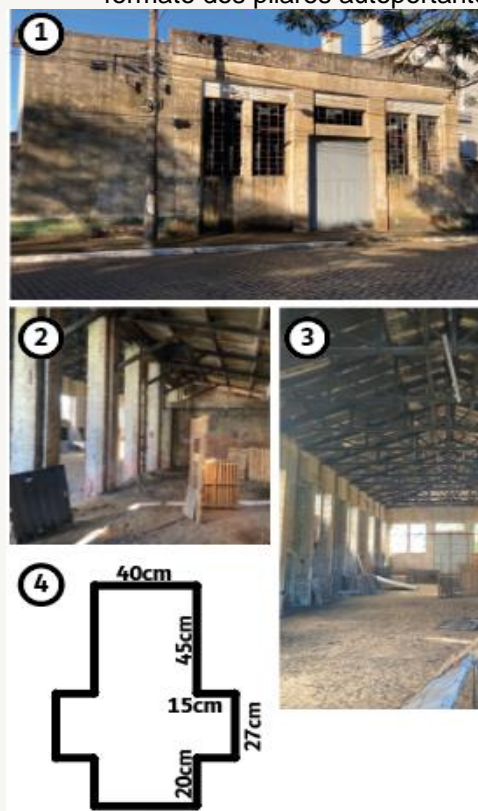 formato dos pilares autoportante
1
2
3
4
40cm
45cm
15cm
27cm
20cm